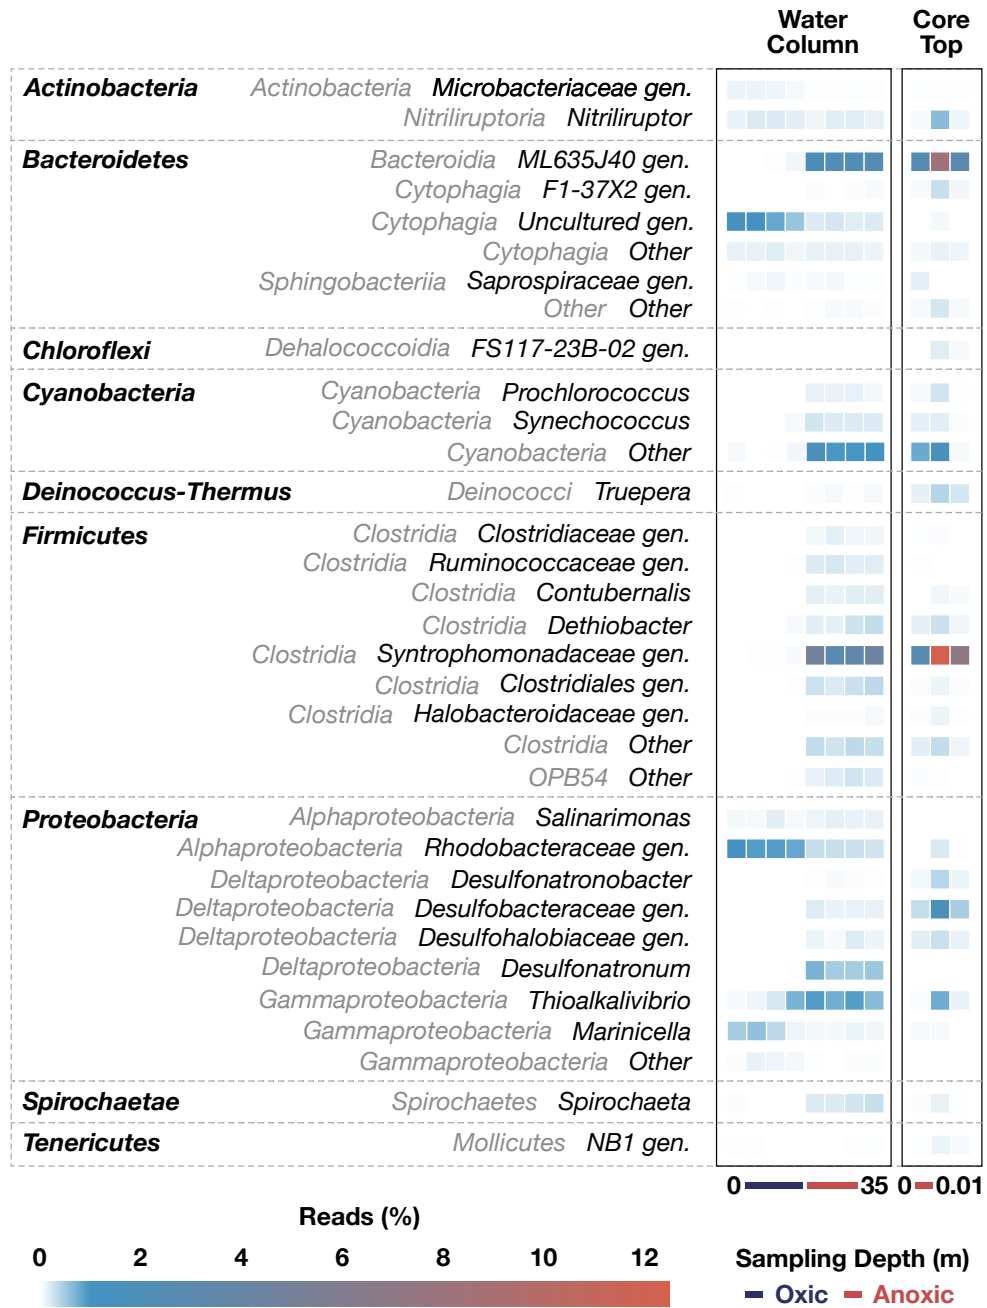 Water Column
Core Top
Actinobacteria Actinobacteria Microbacteriaceae gen.
Nitriliruptoria Nitriliruptor
Bacteroidetes Bacteroidia ML635J40 gen.
Cytophagia F1-37X2 gen.
Cytophagia Uncultured gen.
Cytophagia Other
Sphingobacteriia Saprospiraceae gen.
Other Other
Chloroflexi Dehalococcoidia FS117-23B-02 gen.
Cyanobacteria Cyanobacteria Prochlorococcus
Cyanobacteria Synechococcus
Cyanobacteria Other
Deinococcus-Thermus Deinococci Truepera
Firmicutes Clostridia Clostridiaceae gen.
Clostridia Ruminococcaceae gen.
Clostridia Contubernalis
Clostridia Dethiobacter
Clostridia Syntrophomonadaceae gen.
Clostridia Clostridiales gen.
Clostridia Halobacteroidaceae gen.
Clostridia Other
OPB54 Other
Proteobacteria Alphaproteobacteria Salinarimonas
Alphaproteobacteria Rhodobacteraceae gen.
Deltaproteobacteria Desulfonatronobacter
Deltaproteobacteria Desulfobacteraceae gen.
Deltaproteobacteria Desulfohalobiaceae gen.
Deltaproteobacteria Desulfonatronum
Gammaproteobacteria Thioalkalivibrio
Gammaproteobacteria Marinicella
Gammaproteobacteria Other
Spirochaetae Spirochaetes Spirochaeta
Tenericutes Mollicutes NB1 gen.
0 35 0 0.01
Reads (%)
0 2 4 6 8 10 12
Sampling Depth (m)
Oxic Anoxic